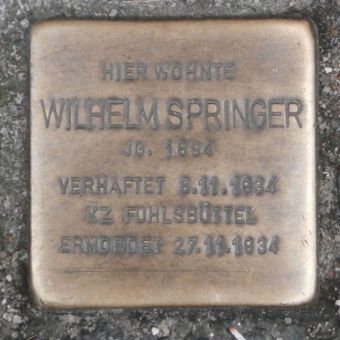 HIER WOHNTE
WILHELM SPRINGER
JG. 1894
VERHAFTET 8.11.1934
KZ FUHLSBÜTTEL
ERMORDET 27.11.1934